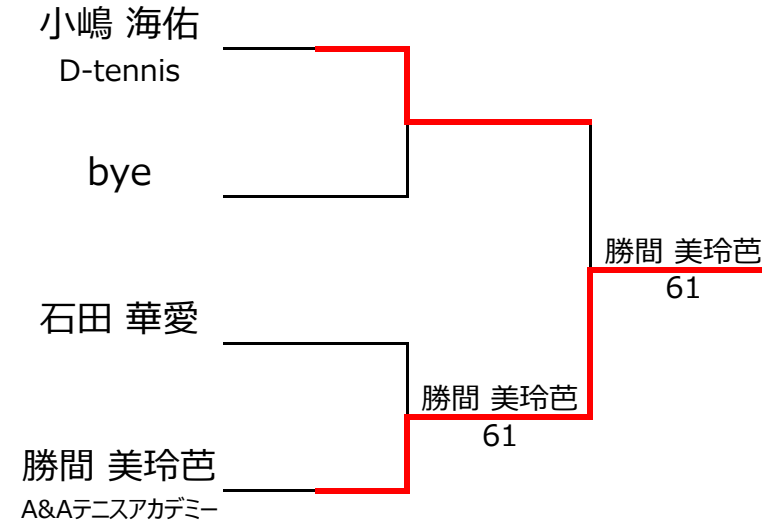 小嶋 海佑
D-tennis
bye
石田 華愛
勝間 美玲芭
A&Aテニスアカデミー
勝間 美玲芭
61
勝間 美玲芭
61